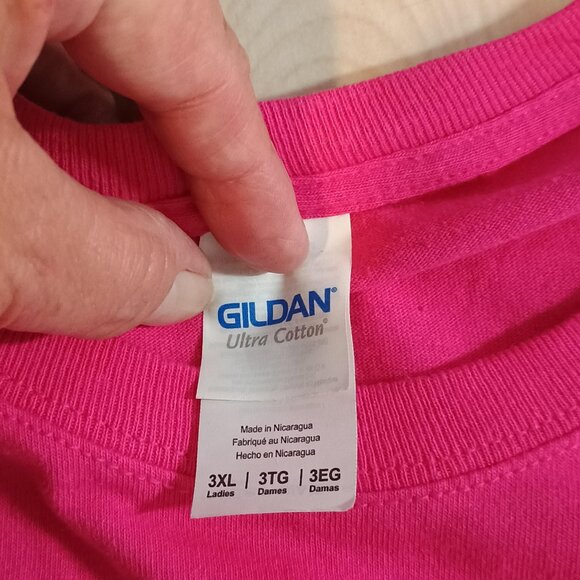 GILDAN®
Ultra Cotton®
Made in Nicaragua
Fabriqué au Nicaragua
Hecho en Nicaragua
3XL | 3TG | 3EG
Ladies Dames Damas